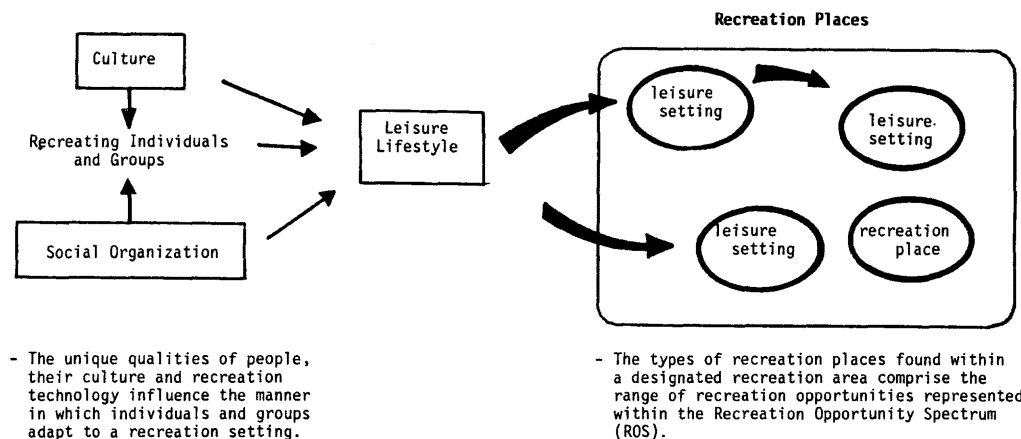 Recreation Places
Culture
Recreating Individuals
and Groups
Social Organization
Leisure
Lifestyle
leisure
setting
leisure.
setting
leisure
setting
recreation
place
- The unique qualities of people,
their culture and recreation
technology influence the manner
in which individuals and groups
adapt to a recreation setting.
- The types of recreation places found within
a designated recreation area comprise the
range of recreation opportunities represented
within the Recreation Opportunity Spectrum
(ROS).